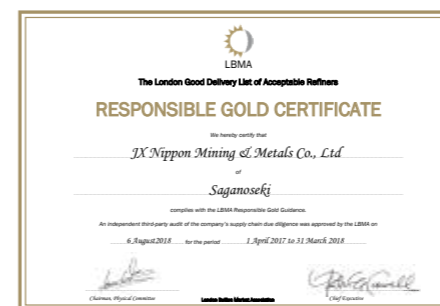 LBMA
The London Good Delivery List of Acceptable Refiners
RESPONSIBLE GOLD CERTIFICATE
We hereby certify that
JX Nippon Mining & Metals Co., Ltd
of
Saganoseki
complies with the LBMA Responsible Gold Guidance.
An independent third-party audit of the company's supply chain due diligence was approved by the LBMA on
6 August 2018 for the period 1 April 2017 to 31 March 2018
Chairman, Physical Committee London Bullion Market Association Chief Executive